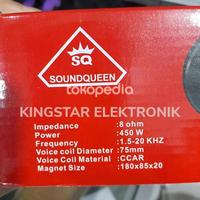 SQ
SOUNDQUEEN
tokopedia
KINGSTAR ELEKTRONIK
Impedance : 8 ohm
Power : 450 W
Frequency : 1.5-20 KHZ
Voice coil Diameter : 75mm
Voice Coil Material : CCAR
Magnet Size : 180x85x20